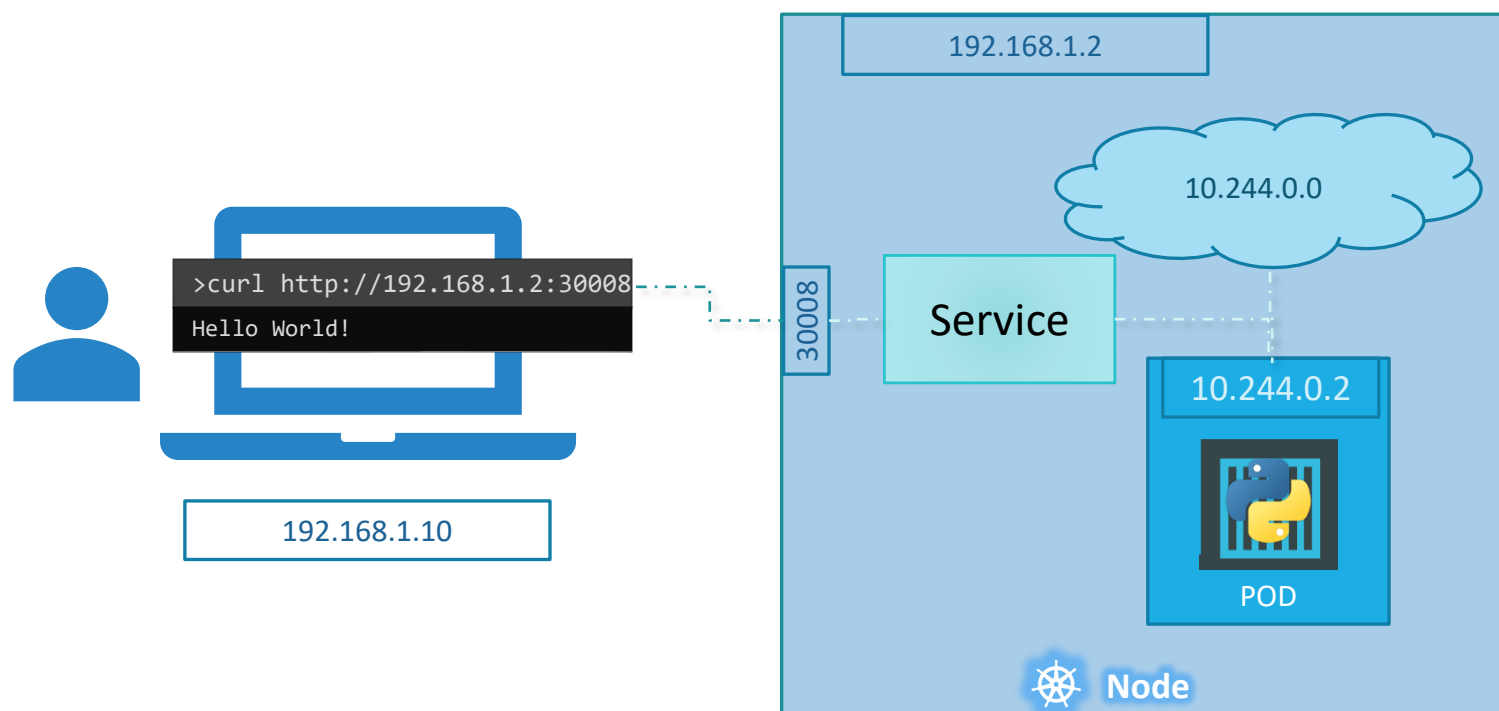 192.168.1.2
10.244.0.0
>curl http://192.168.1.2:30008
Hello World!
30008
Service
10.244.0.2
POD
192.168.1.10
Node